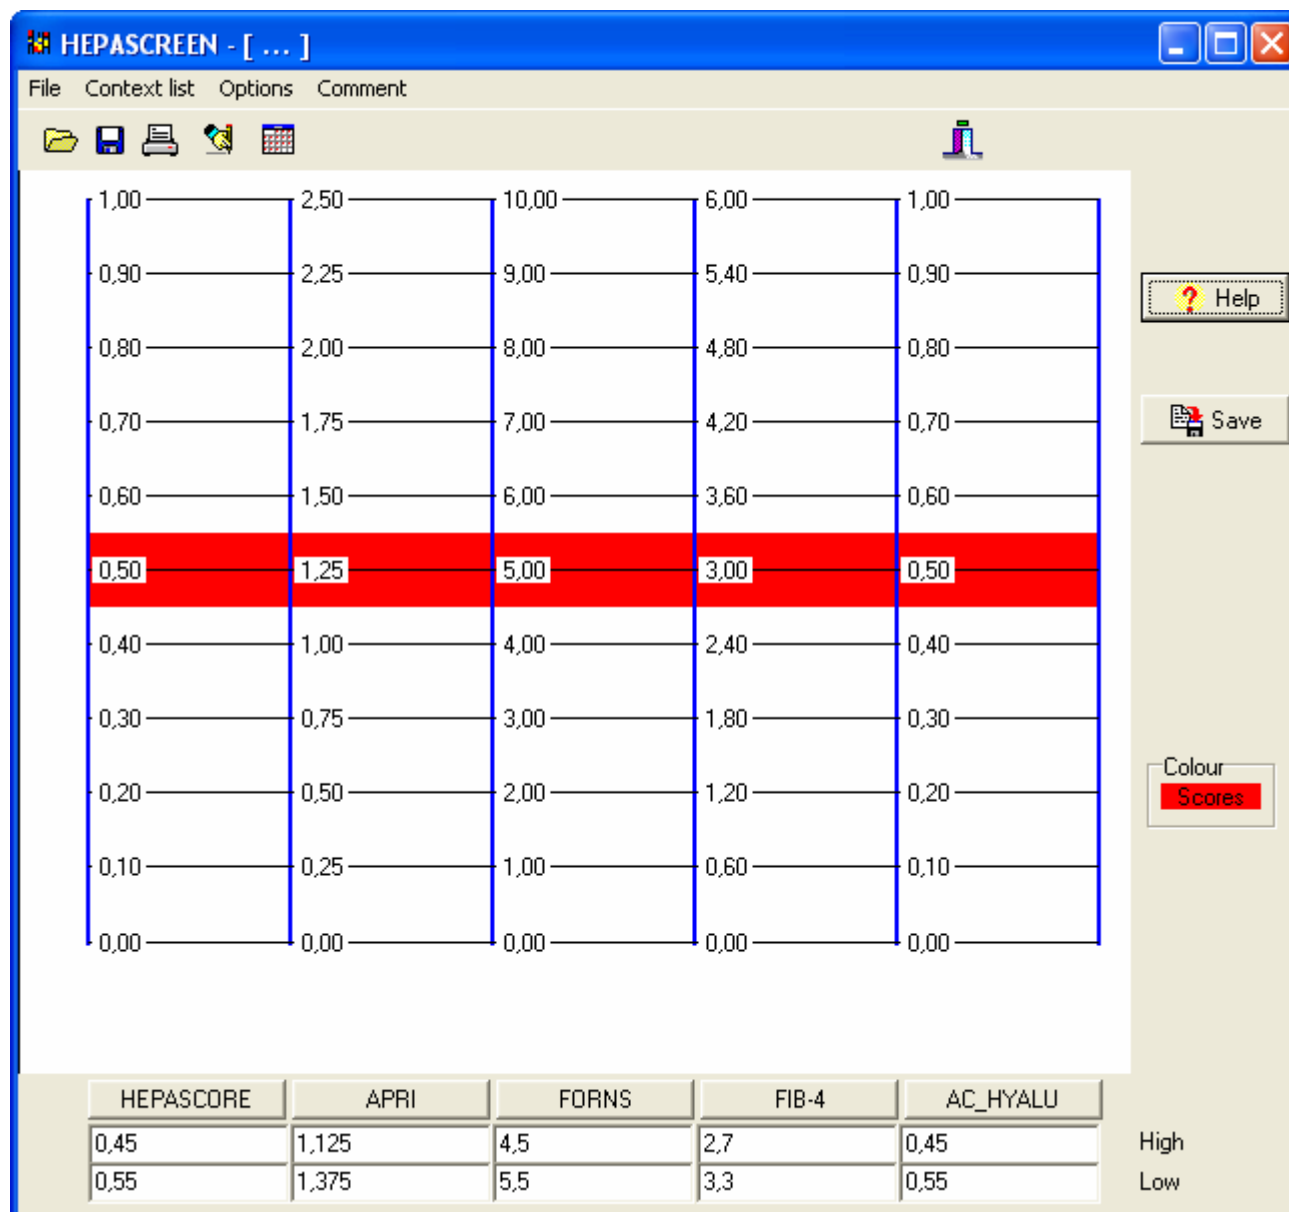 HEPASCREEN - [ ... ]
File Context list Options Comment
1,00 2,50 10,00 6,00 1,00
0,90 2,25 9,00 5,40 0,90
? Help
0,80 2,00 8,00 4,80 0,80
0,70 1,75 7,00 4,20 0,70
Save
0,60 1,50 6,00 3,60 0,60
0,50 1,25 5,00 3,00 0,50
0,40 1,00 4,00 2,40 0,40
0,30 0,75 3,00 1,80 0,30
Colour
0,20 0,50 2,00 1,20 0,20
Scores
0,10 0,25 1,00 0,60 0,10
0,00 0,00 0,00 0,00 0,00
HEPASCORE APRI FORNS FIB-4 AC_HYALU
0,45 1,125 4,5 2,7 0,45 High
0,55 1,375 5,5 3,3 0,55 Low